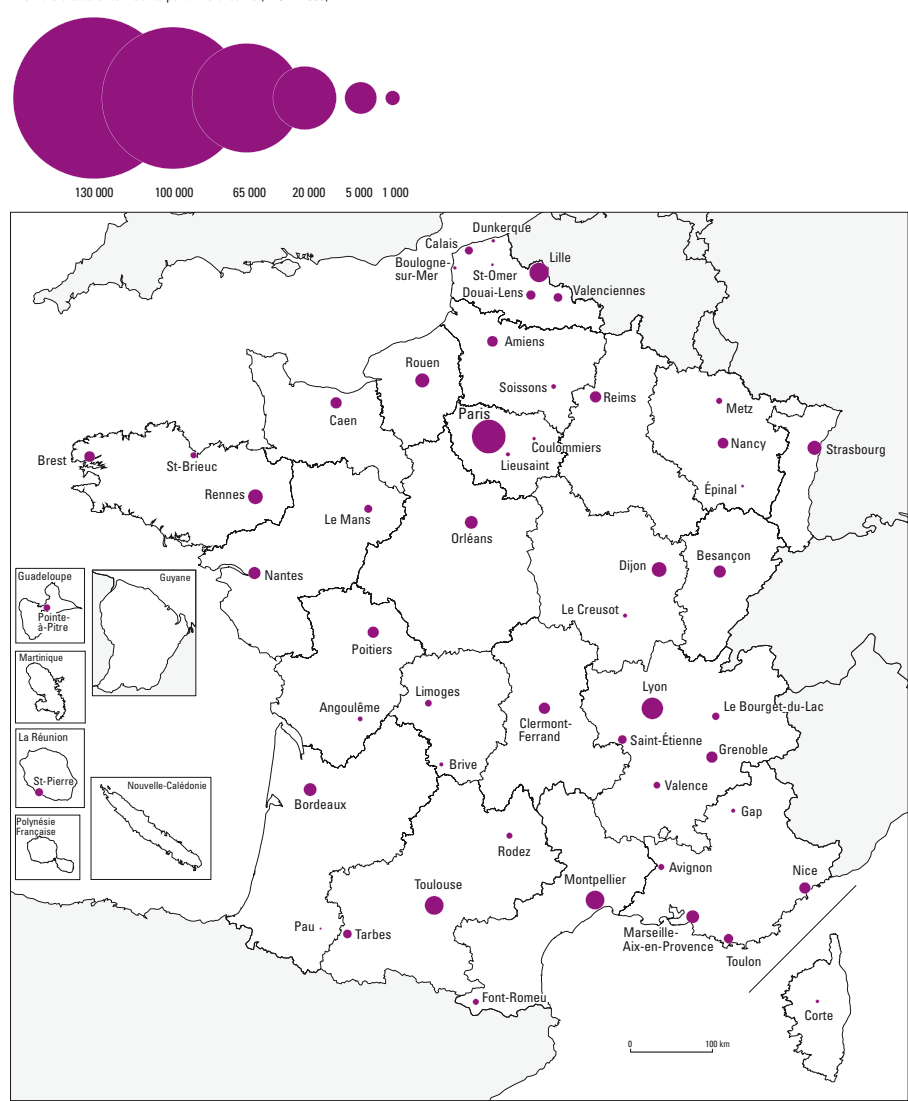 130 000
100 000
65 000
20 000
5 000
1 000
Dunkerque
Calais
Lille
Boulogne-
sur-Mer
St-Omer
Douai-Lens
Valenciennes
Amiens
Rouen
Soissons
Reims
Metz
Caen
Paris
Coulommiers
Nancy
Strasbourg
Brest
St-Brieuc
Lieusaint
Épinal
Rennes
Le Mans
Orléans
Besançon
Dijon
Nantes
Guadeloupe
Pointe-
à-Pitre
Guyane
Le Creusot
Poitiers
Martinique
Limoges
Lyon
Angoulême
Le Bourget-du-Lac
Clermont-
Ferrand
La Réunion
St-Pierre
Saint-Étienne
Grenoble
Brive
Nouvelle-Calédonie
Valence
Bordeaux
Gap
Polynésie
Française
Rodez
Avignon
Nice
Toulouse
Montpellier
Pau
Tarbes
Marseille-
Aix-en-Provence
Toulon
Font-Romeu
Corte
0
100 km